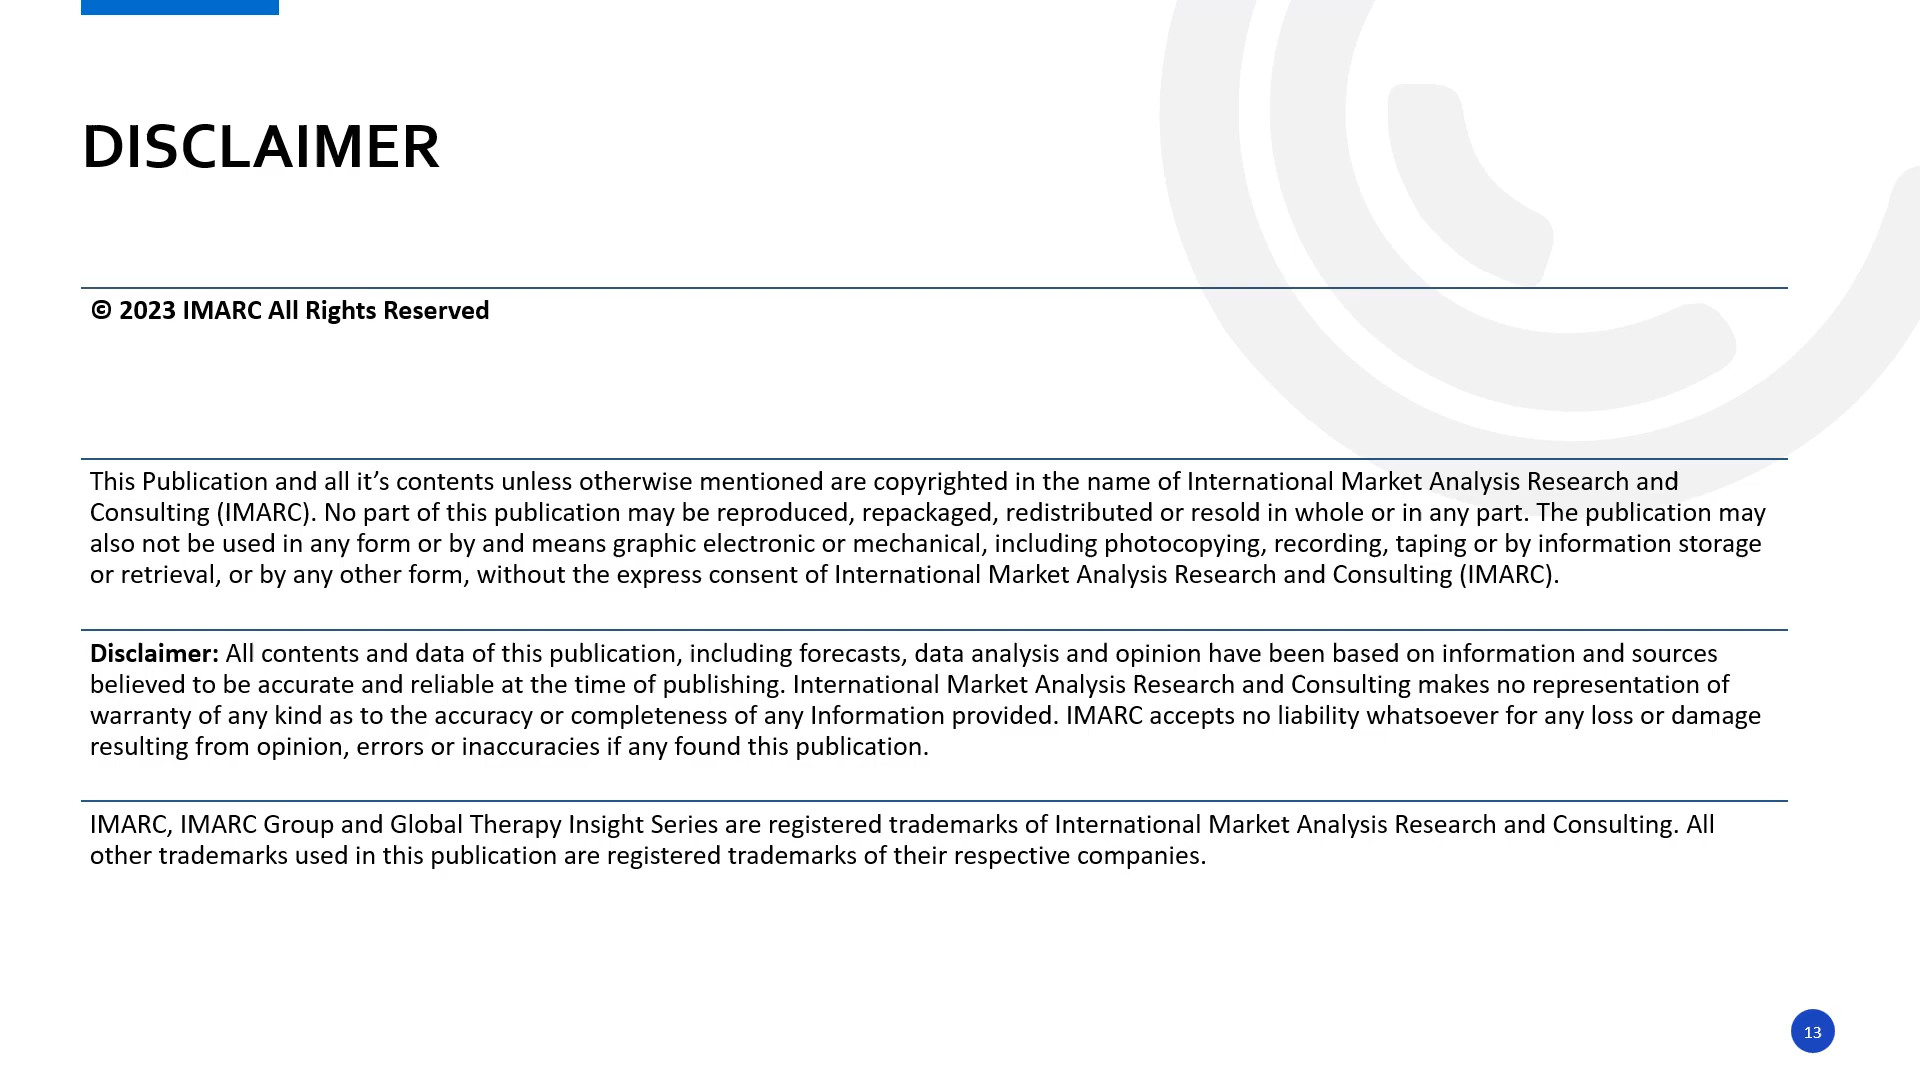 DISCLAIMER
© 2023 IMARC All Rights Reserved
This Publication and all it’s contents unless otherwise mentioned are copyrighted in the name of International Market Analysis Research and
Consulting (IMARC). No part of this publication may be reproduced, repackaged, redistributed or resold in whole or in any part. The publication may
also not be used in any form or by and means graphic electronic or mechanical, including photocopying, recording, taping or by information storage
or retrieval, or by any other form, without the express consent of International Market Analysis Research and Consulting (IMARC).
Disclaimer: All contents and data of this publication, including forecasts, data analysis and opinion have been based on information and sources
believed to be accurate and reliable at the time of publishing. International Market Analysis Research and Consulting makes no representation of
warranty of any kind as to the accuracy or completeness of any Information provided. IMARC accepts no liability whatsoever for any loss or damage
resulting from opinion, errors or inaccuracies if any found this publication.
IMARC, IMARC Group and Global Therapy Insight Series are registered trademarks of International Market Analysis Research and Consulting. All
other trademarks used in this publication are registered trademarks of their respective companies.
13